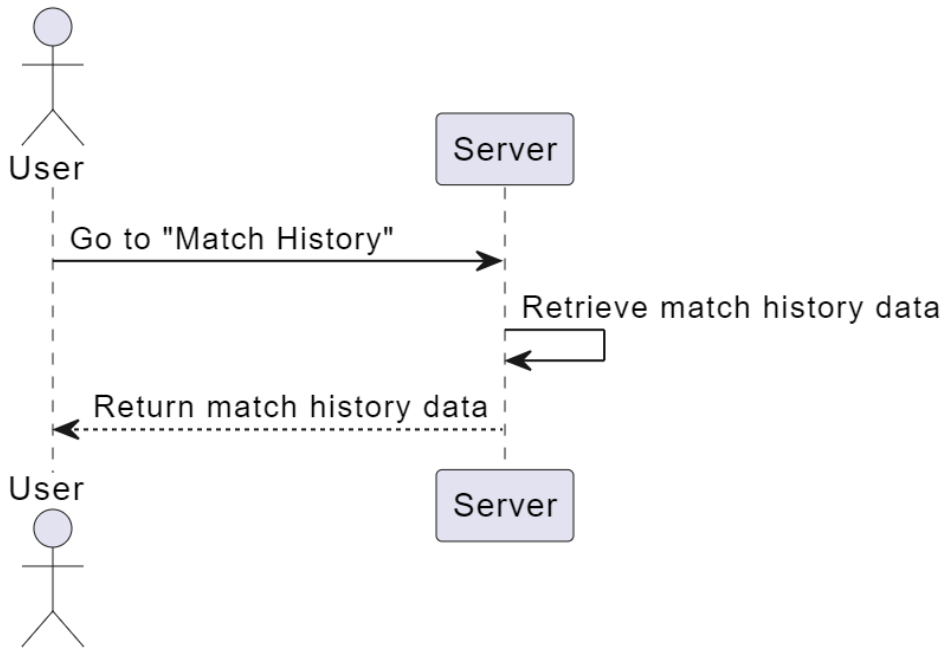 User
Server
Go to "Match History"
Retrieve match history data
Return match history data
User
Server